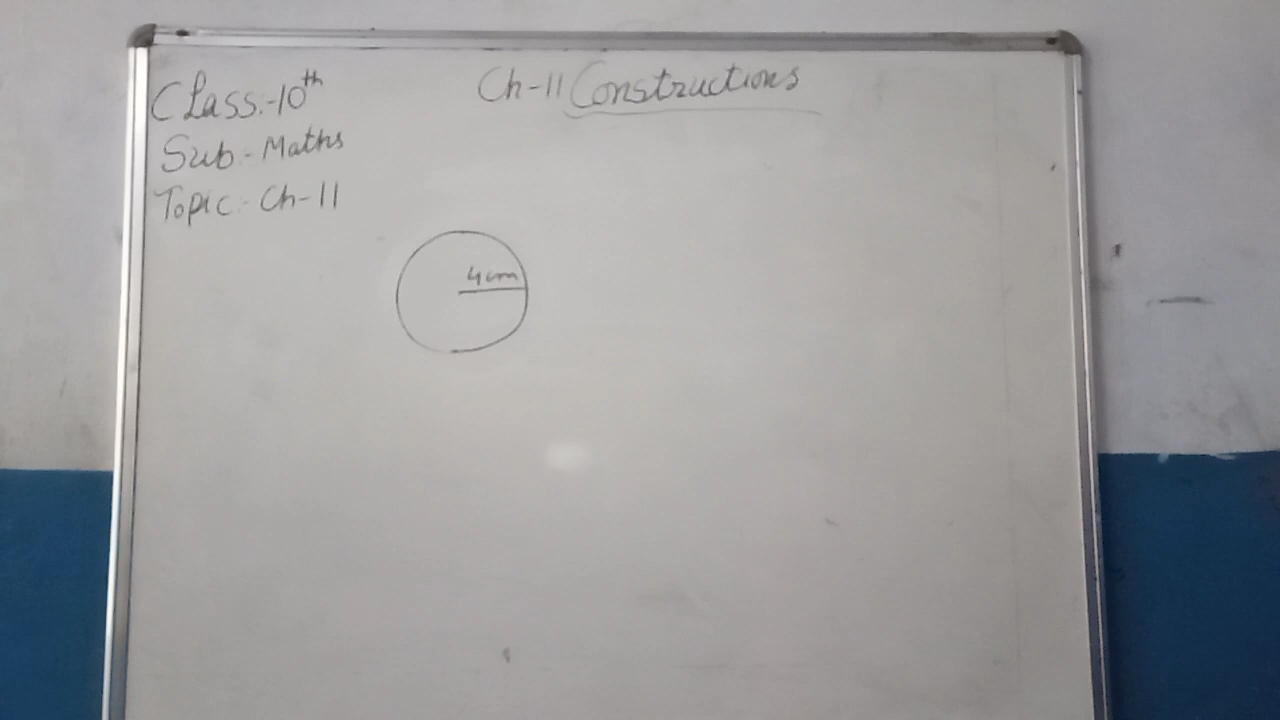 Ch-11 Constructions
Class:-10th
Sub:- Maths
Topic:- Ch-11
4cm